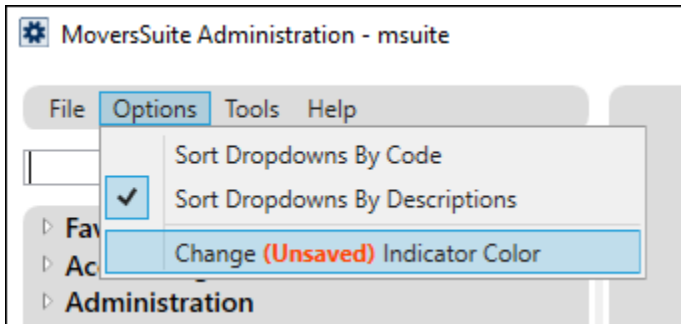 MoversSuite Administration - msuite
File Options Tools Help
Sort Dropdowns By Code
Sort Dropdowns By Descriptions
Change (Unsaved) Indicator Color
Administration